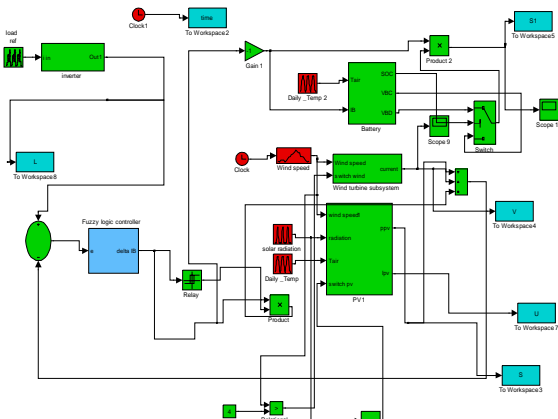 load
ref
In
Out1
inverter
Clock1
time
To Workspace2
S1
To Workspace5
Gain 1
Product 2
Daily _Temp 2
Tair
IB
SOC
VBC
VBD
Battery
Scope 9
Switch
Scope 1
L
To Workspace8
Clock
Wind speed
Wind speed
switch wind
current
Wind turbine subsystem
V
To Workspace4
Fuzzy logic controller
e
delta IB
Relay
solar radiation
Daily _Temp
wind speedl
radiation
Tair
switch pv
ppv
ipv
PV1
Product
U
To Workspace7
S
To Workspace3
4
>